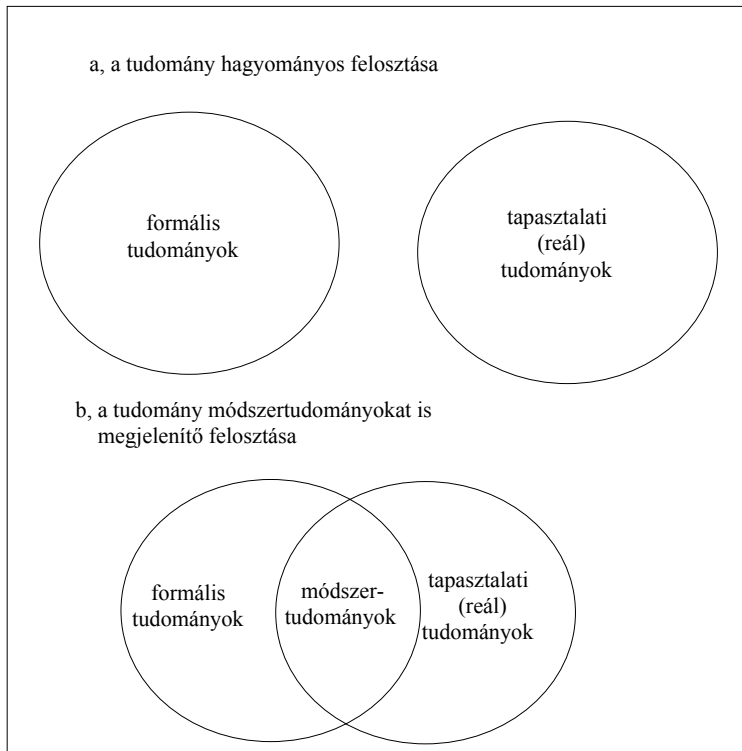 a, a tudomány hagyományos felosztása
formális
tudományok
tapasztalati
(reál)
tudományok
b, a tudomány módszertudományokat is
megjelenítő felosztása
formális
tudományok
módszer-
tudományok
tapasztalati
(reál)
tudományok